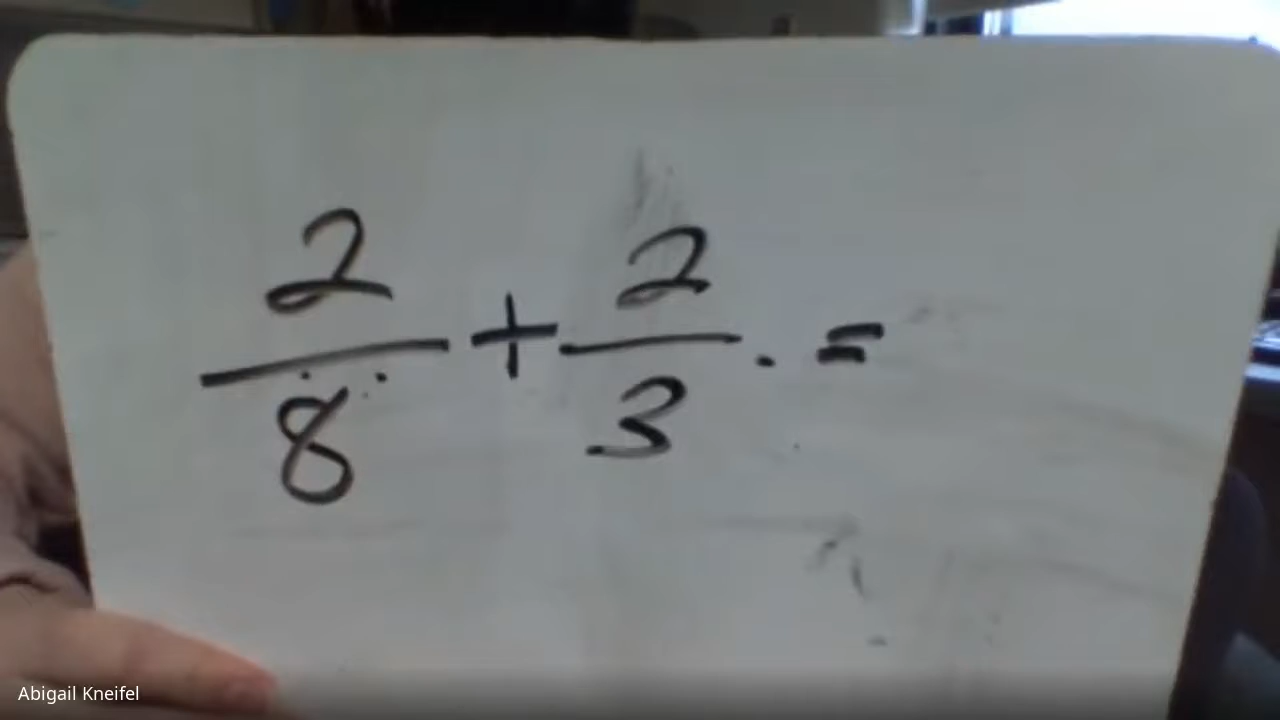 2/8 + 2/3. =
Abigail Kneifel